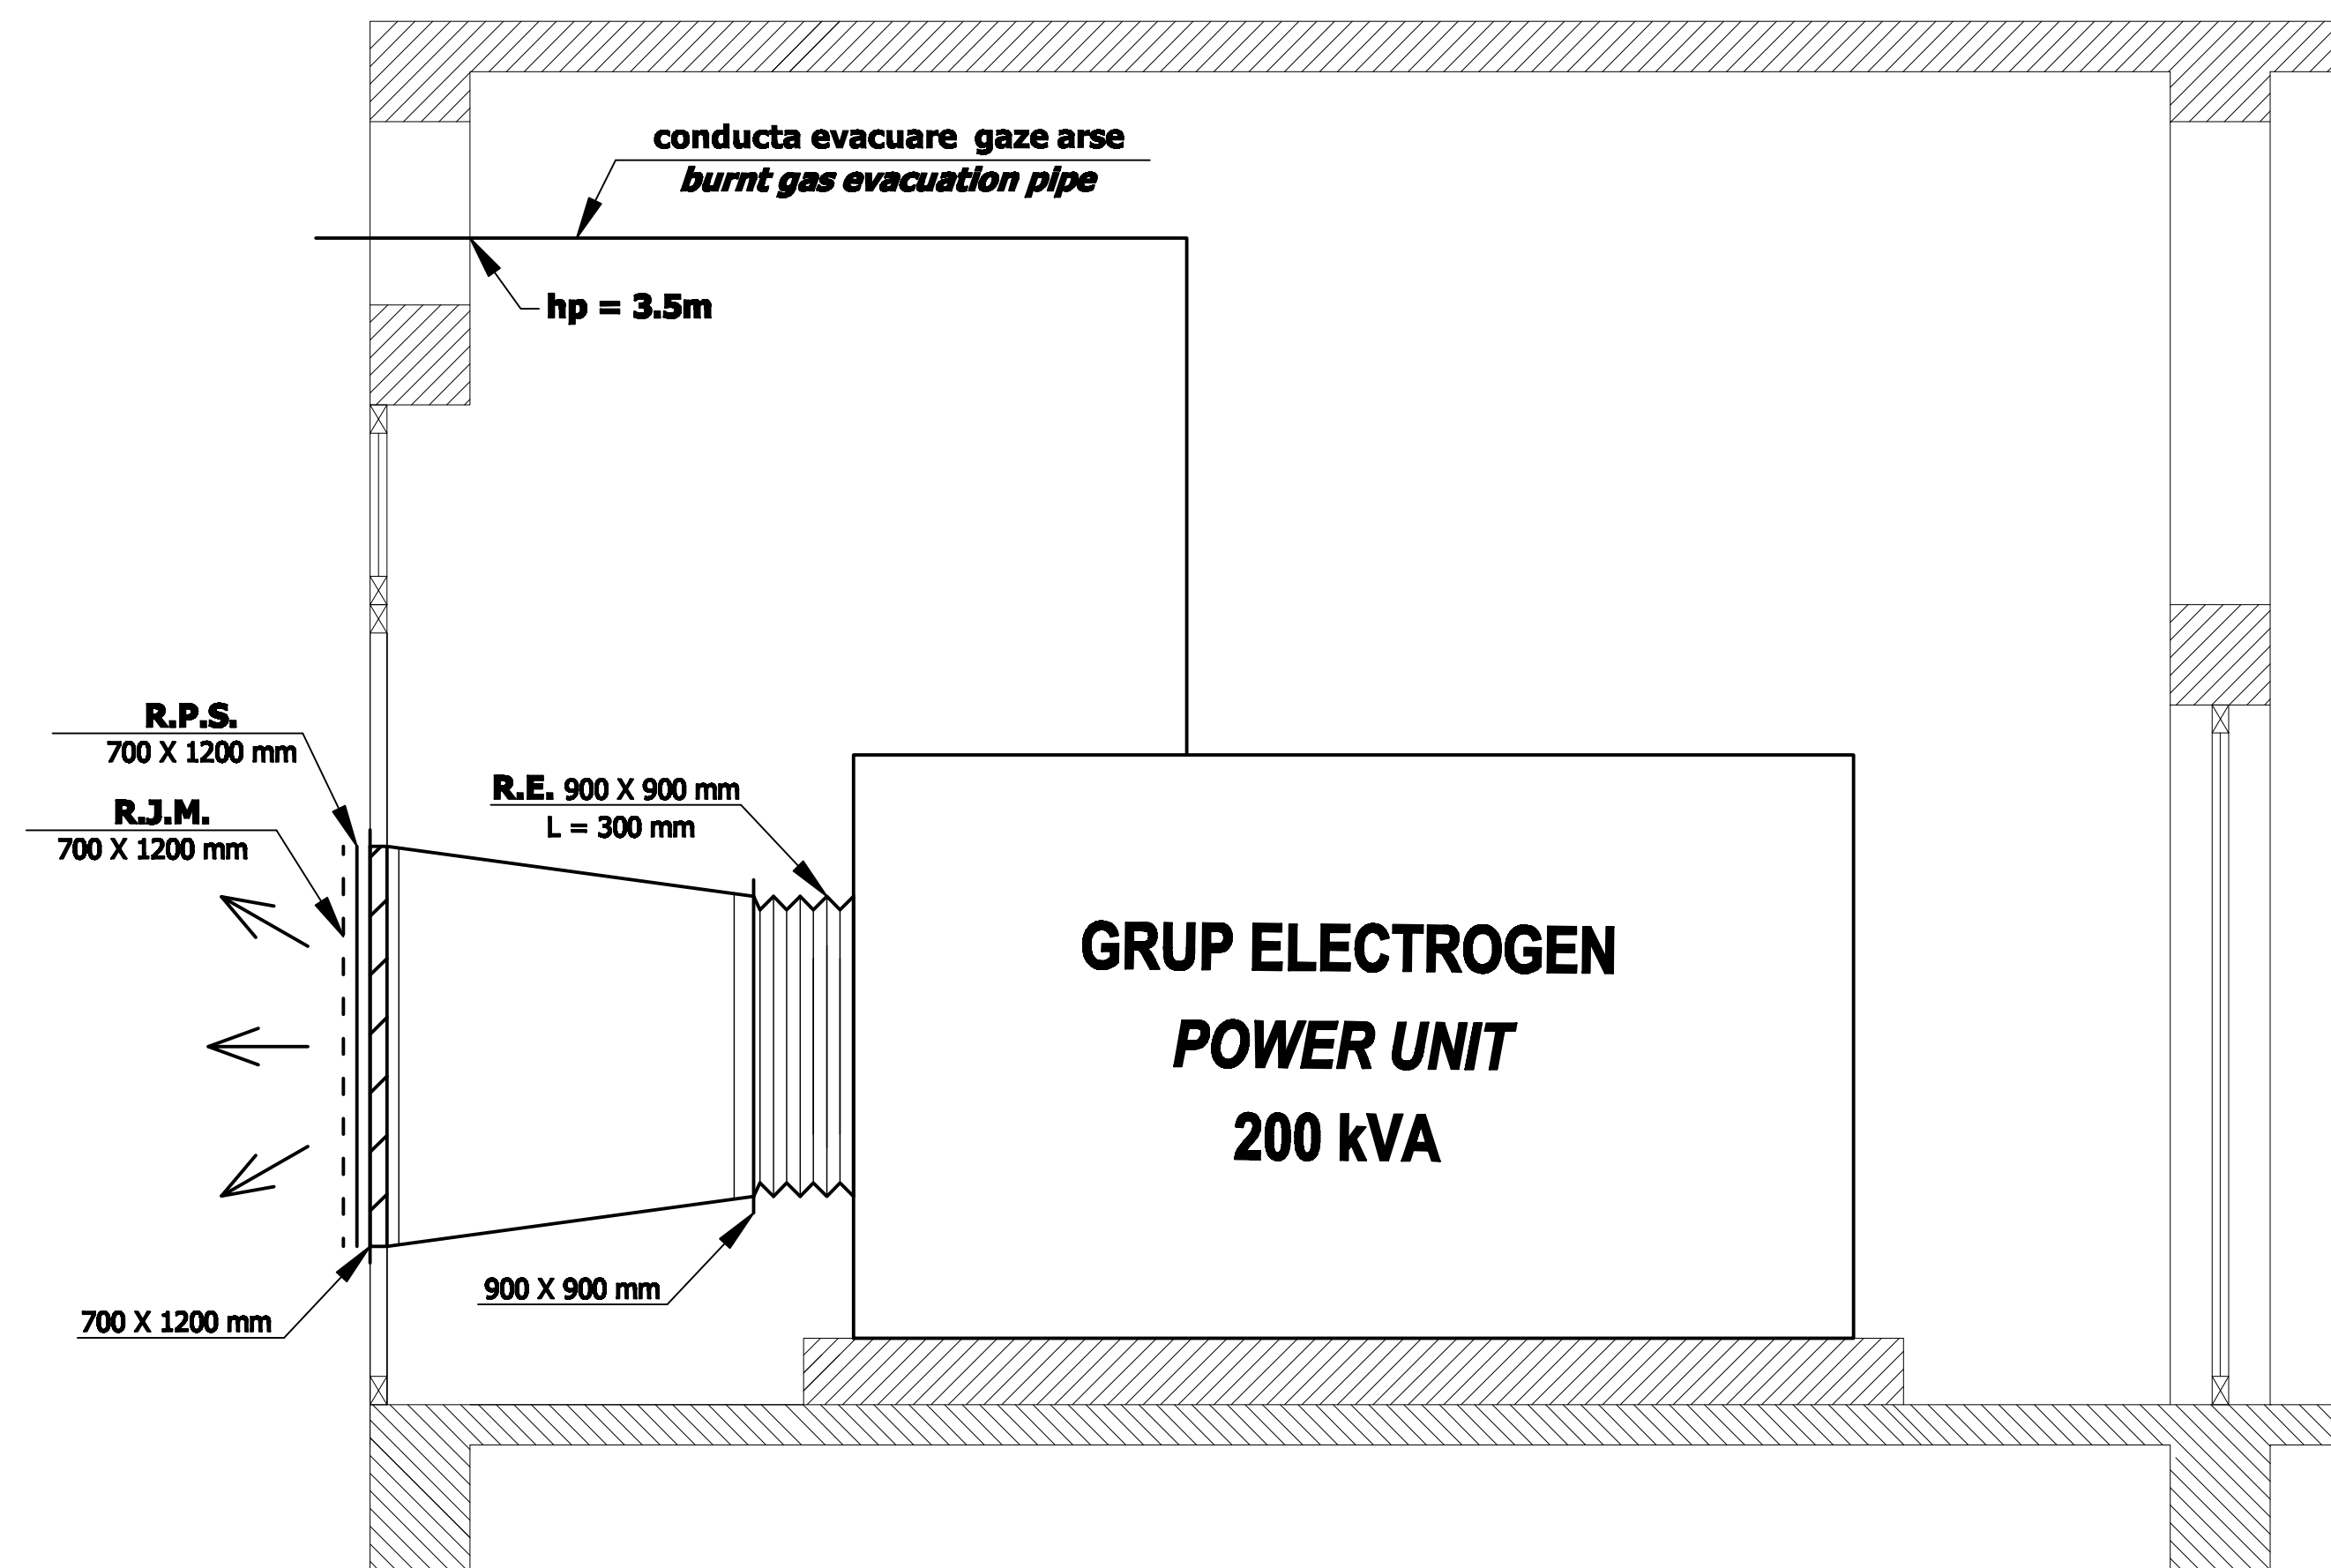 conducta evacuare gaze arse
burnt gas evacuation pipe
hp = 3.5m
R.P.S.
700 X 1200 mm
R.J.M.
700 X 1200 mm
R.E. 900 X 900 mm
L = 300 mm
GRUP ELECTROGEN
POWER UNIT
200 kVA
900 X 900 mm
700 X 1200 mm